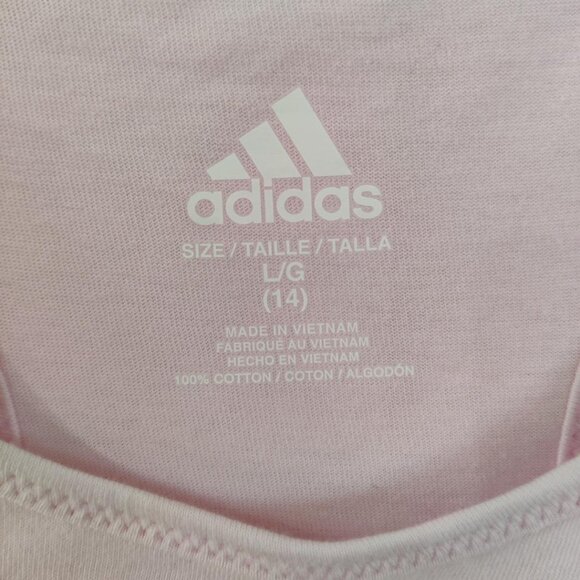 adidas
SIZE / TAILLE / TALLA
L/G
(14)
MADE IN VIETNAM
FABRIQUÉ AU VIETNAM
HECHO EN VIETNAM
100% COTTON / COTON / ALGODÓN